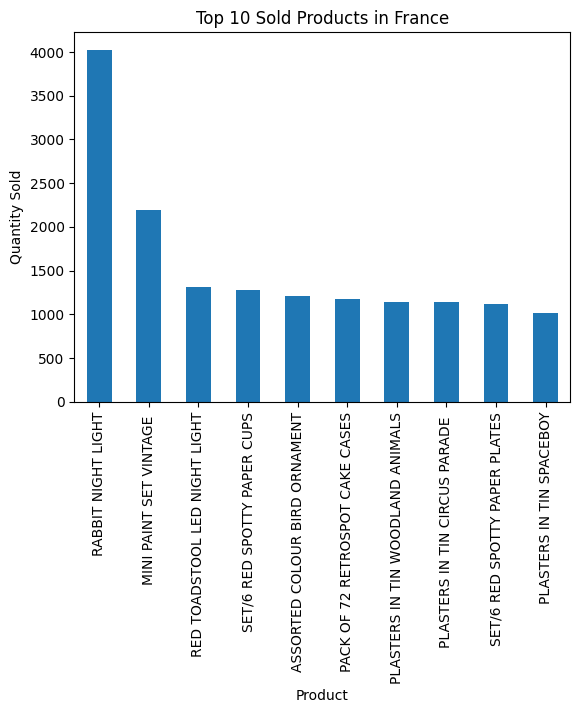 Top 10 Sold Products in France
Quantity Sold
4000
3500
3000
2500
2000
1500
1000
500
0
RABBIT NIGHT LIGHT
MINI PAINT SET VINTAGE
RED TOADSTOOL LED NIGHT LIGHT
SET/6 RED SPOTTY PAPER CUPS
ASSORTED COLOUR BIRD ORNAMENT
PACK OF 72 RETROSPOT CAKE CASES
PLASTERS IN TIN WOODLAND ANIMALS
PLASTERS IN TIN CIRCUS PARADE
SET/6 RED SPOTTY PAPER PLATES
PLASTERS IN TIN SPACEBOY
Product